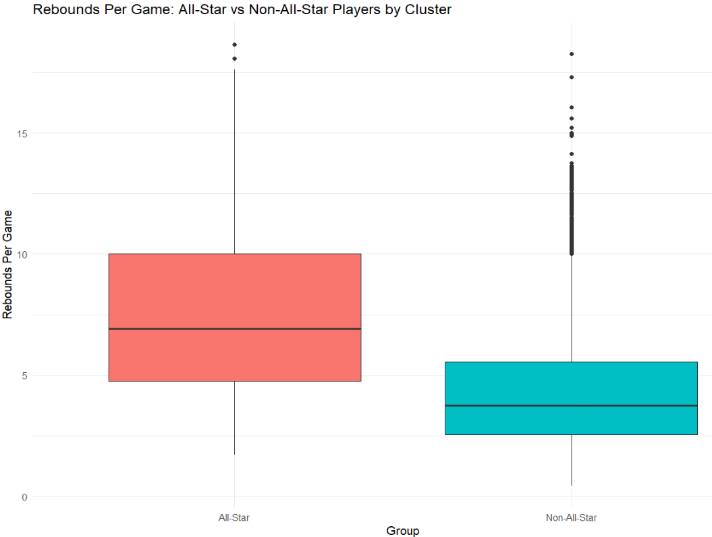 Rebounds Per Game: All-Star vs Non-All-Star Players by Cluster
Rebounds Per Game
15
10
5
0
All-Star
Non-All-Star
Group